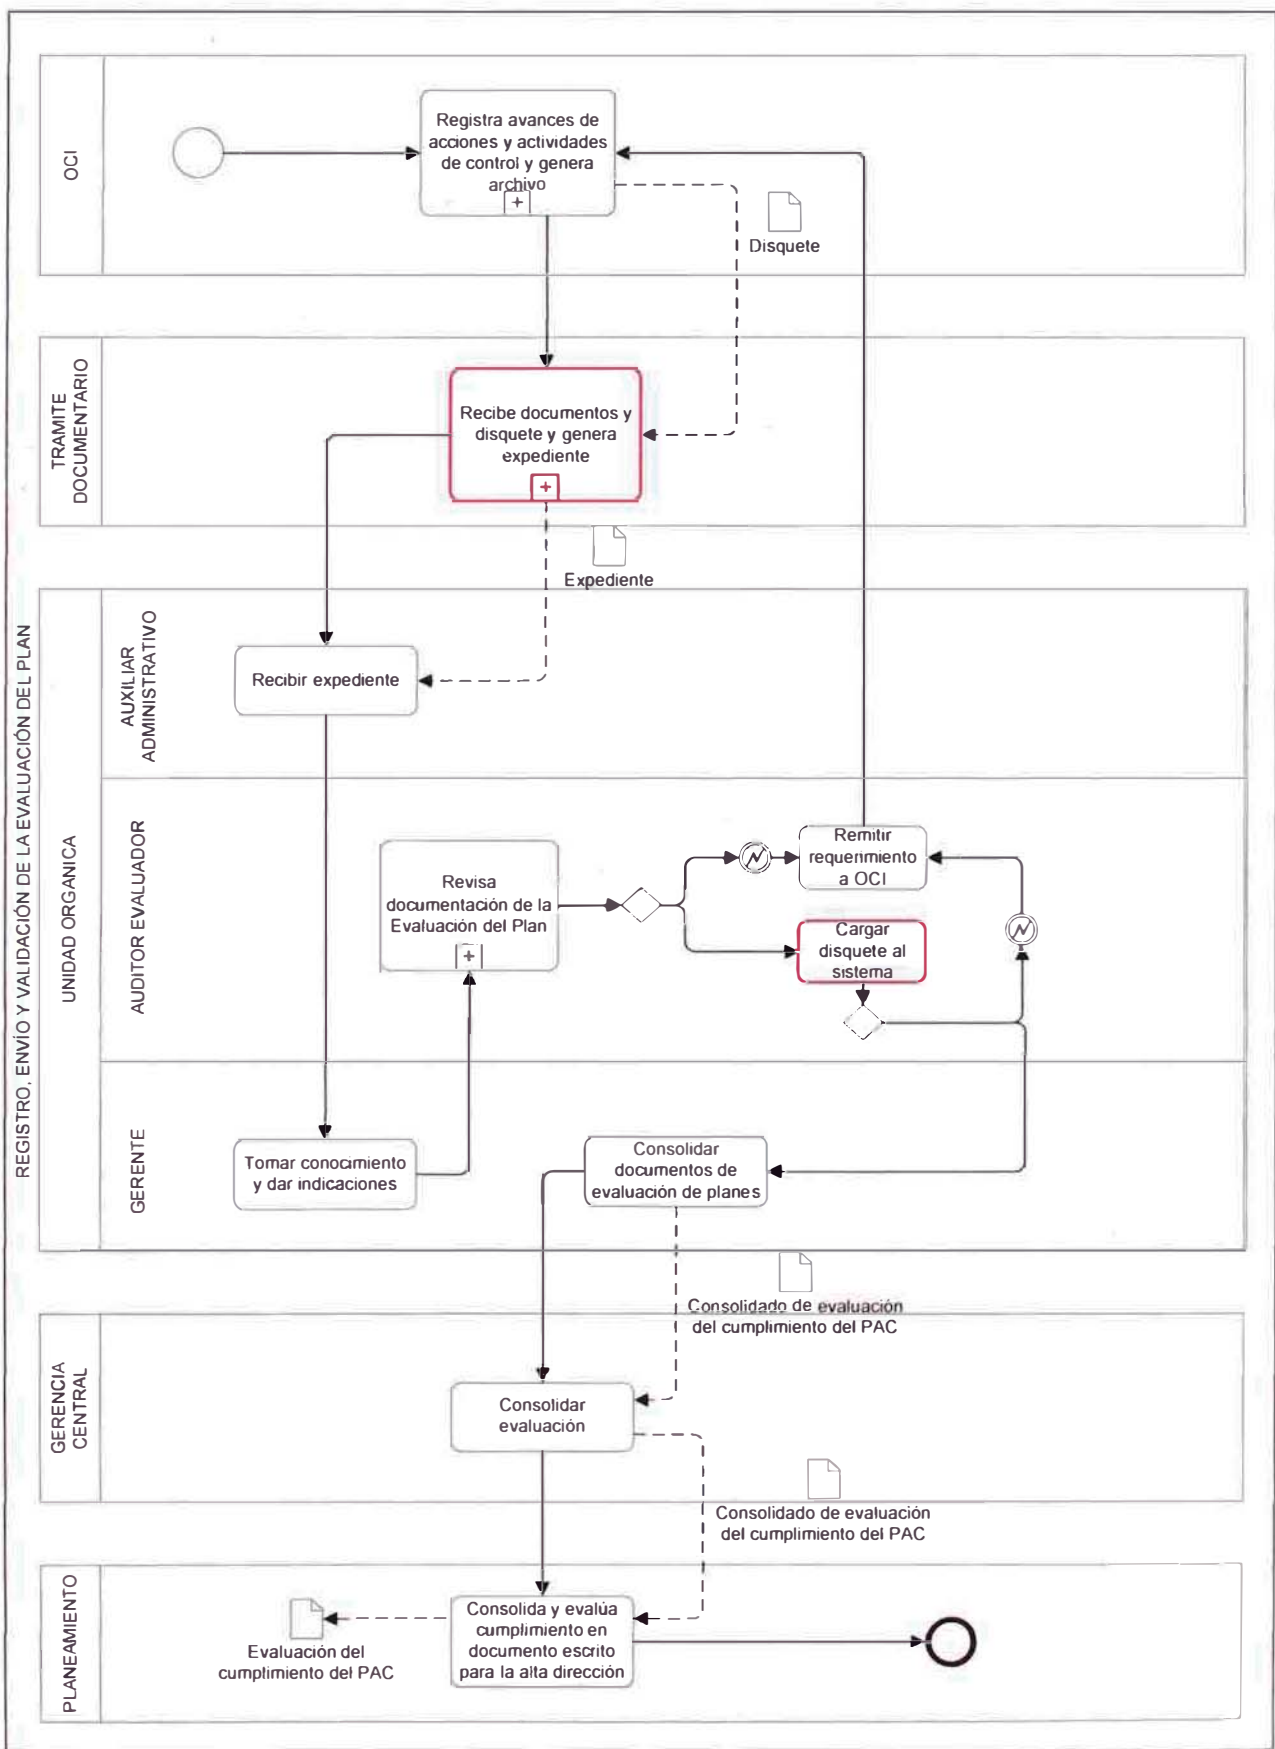 REGISTRO, ENVÍO Y VALIDACIÓN DE LA EVALUACIÓN DEL PLAN
OCI
Registra avances de
acciones y actividades
de control y genera
archivo
Disquete
TRAMITE
DOCUMENTARIO
Recibe documentos y
disquete y genera
expediente
Expediente
UNIDAD ORGANICA
AUXILIAR
ADMINISTRATIVO
Recibir expediente
AUDITOR EVALUADOR
Revisa
documentación de la
Evaluación del Plan
Remitir
requerimiento
a OCI
Cargar
disquete al
sistema
GERENTE
Tomar conocimiento
y dar indicaciones
Consolidar
documentos de
evaluación de planes
Consolidado de evaluación
del cumplimiento del PAC
GERENCIA
CENTRAL
Consolidar
evaluación
Consolidado de evaluación
del cumplimiento del PAC
PLANEAMIENTO
Evaluación del
cumplimiento del PAC
Consolida y evalúa
cumplimiento en
documento escrito
para la alta dirección